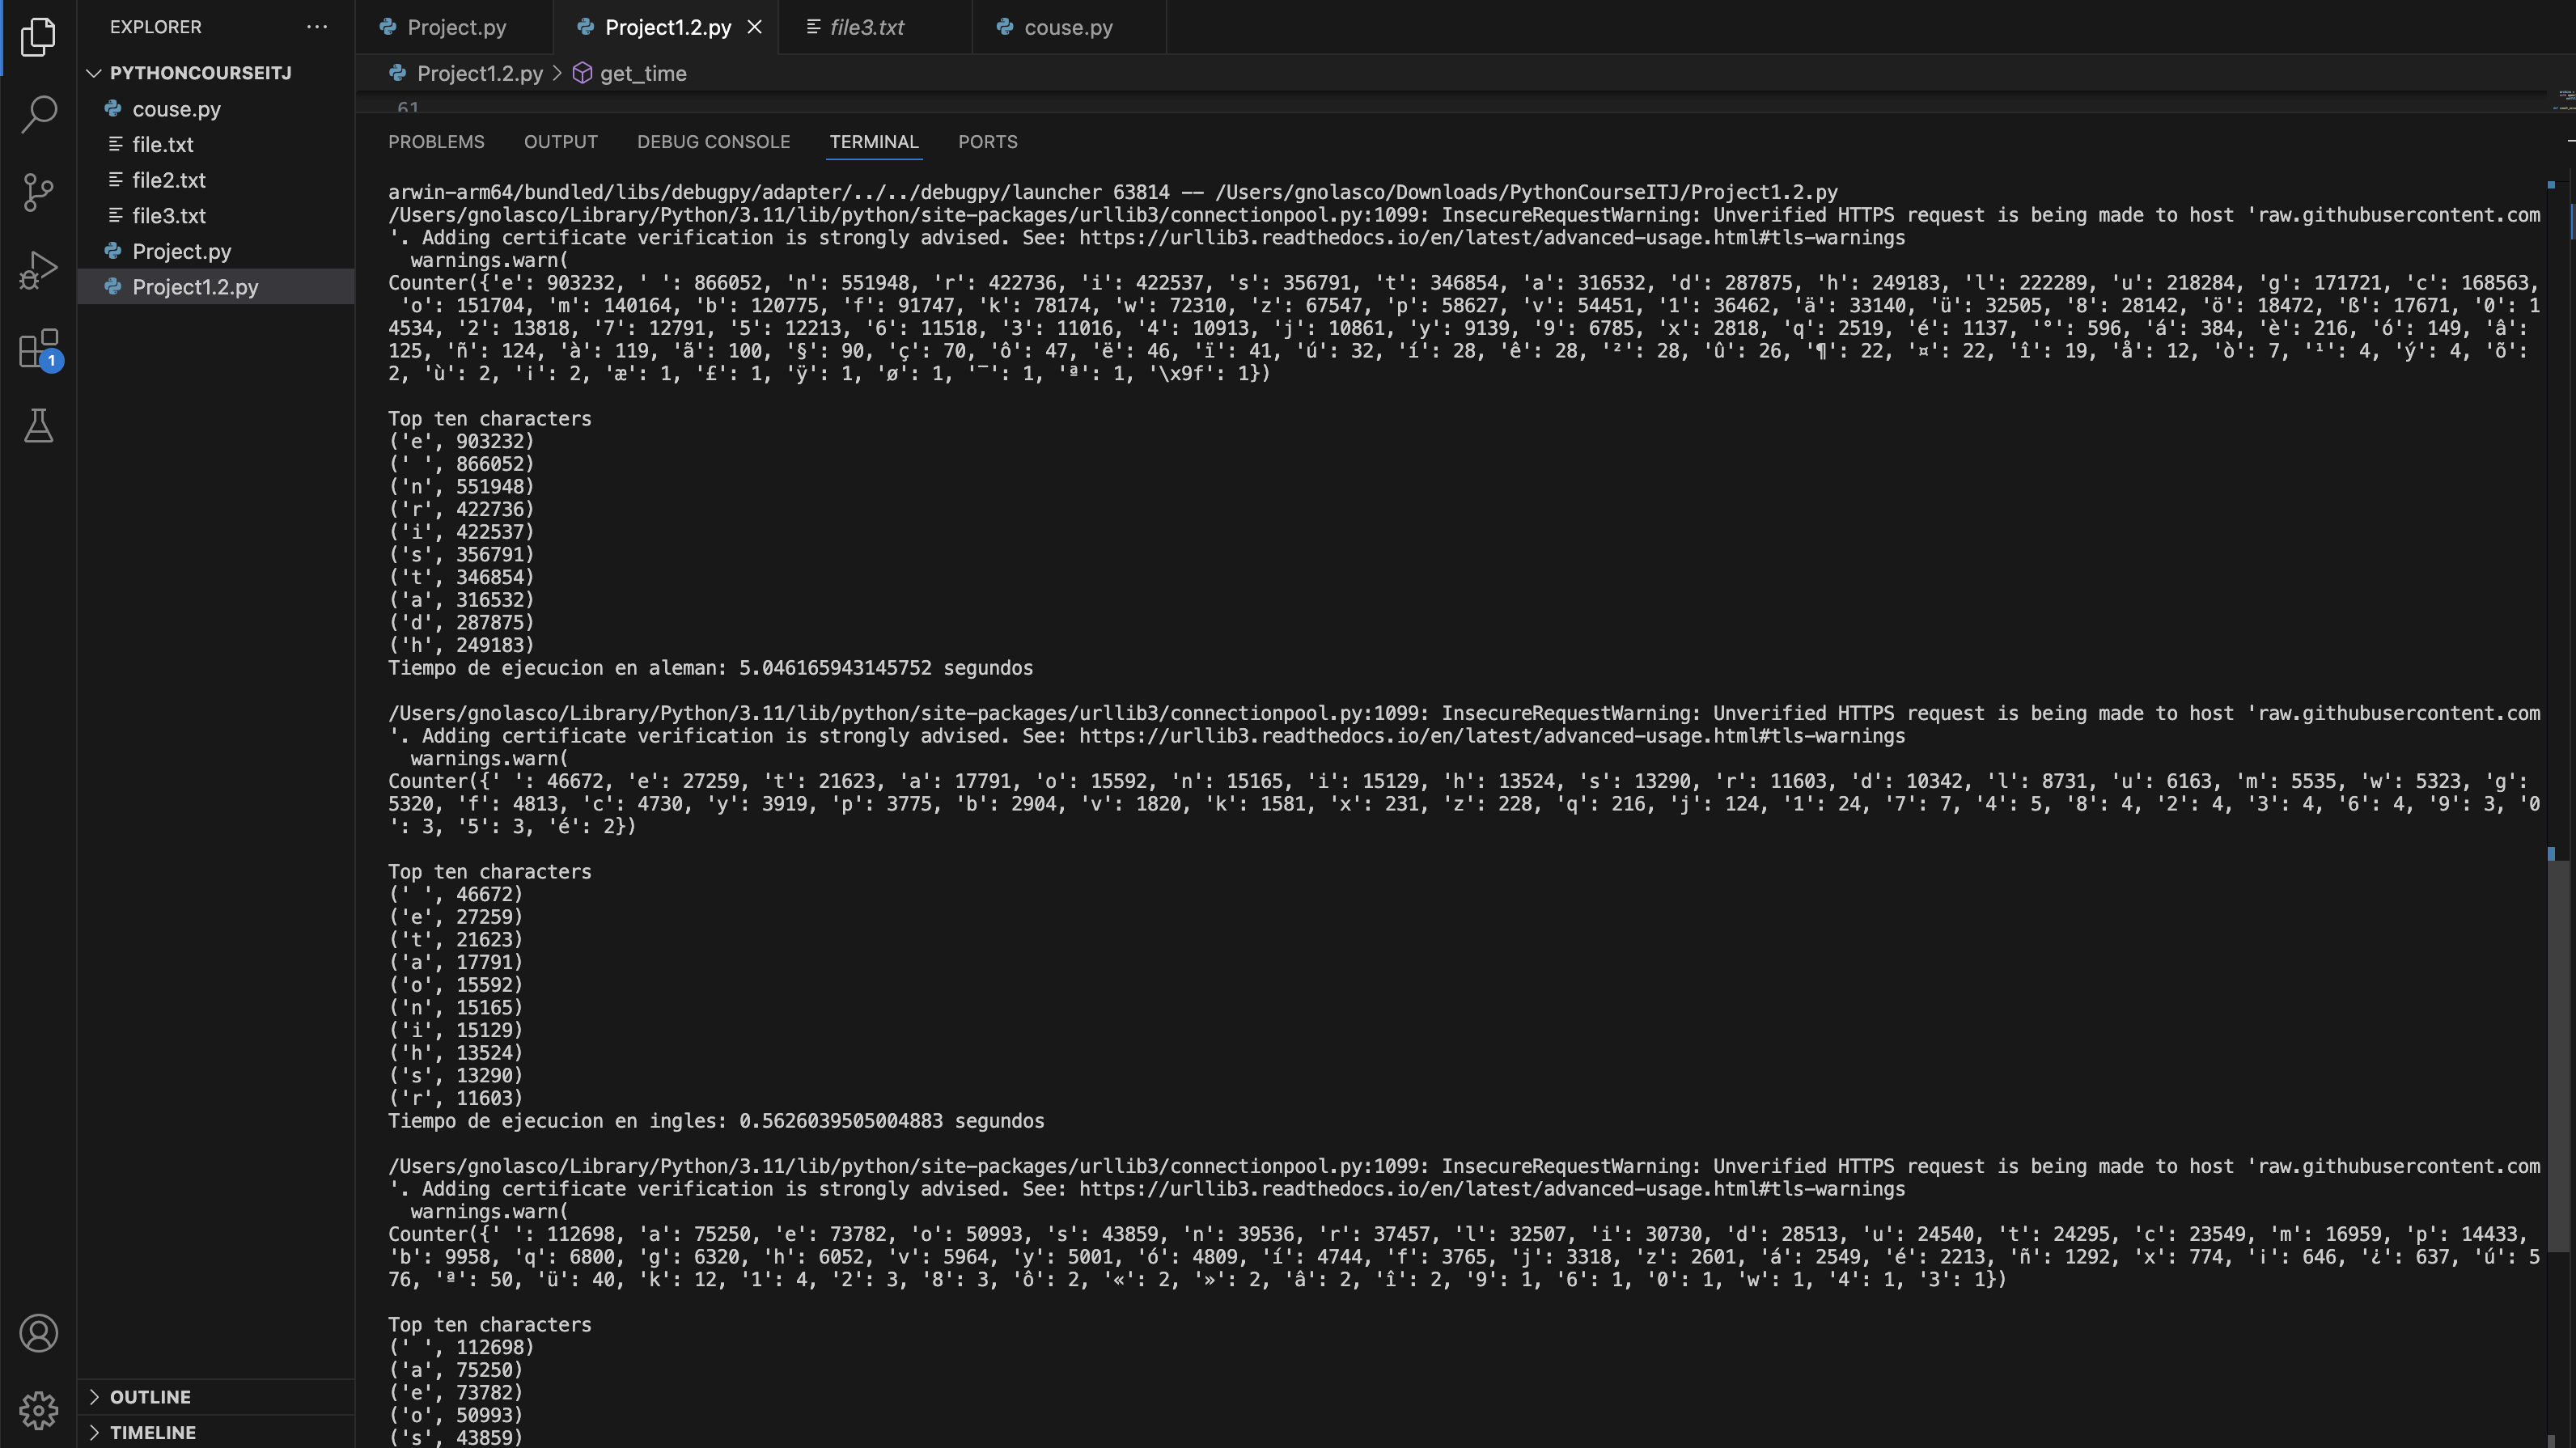 EXPLORER ...
PYTHONCOURSEITJ
couse.py
file.txt
file2.txt
file3.txt
Project.py
Project1.2.py
1
OUTLINE
TIMELINE
Project.py Project1.2.py file3.txt couse.py
Project1.2.py > get_time
61
PROBLEMS OUTPUT DEBUG CONSOLE TERMINAL PORTS
arwin-arm64/bundled/libs/debugpy/adapter/../../debugpy/launcher 63814 -- /Users/gnolasco/Downloads/PythonCourseITJ/Project1.2.py
/Users/gnolasco/Library/Python/3.11/lib/python/site-packages/urllib3/connectionpool.py:1099: InsecureRequestWarning: Unverified HTTPS request is being made to host 'raw.githubusercontent.com
'. Adding certificate verification is strongly advised. See: https://urllib3.readthedocs.io/en/latest/advanced-usage.html#tls-warnings
  warnings.warn(
Counter({'e': 903232, ' ': 866052, 'n': 551948, 'r': 422736, 'i': 422537, 's': 356791, 't': 346854, 'a': 316532, 'd': 287875, 'h': 249183, 'l': 222289, 'u': 218284, 'g': 171721, 'c': 168563,
 'o': 151704, 'm': 140164, 'b': 120775, 'f': 91747, 'k': 78174, 'w': 72310, 'z': 67547, 'p': 58627, 'v': 54451, '1': 36462, 'ä': 33140, 'ü': 32505, '8': 28142, 'ö': 18472, 'ß': 17671, '0': 1
4534, '2': 13818, '7': 12791, '5': 12213, '6': 11518, '3': 11016, '4': 10913, 'j': 10861, 'y': 9139, '9': 6785, 'x': 2818, 'q': 2519, 'é': 1137, '°': 596, 'á': 384, 'è': 216, 'ó': 149, 'â':
125, 'ñ': 124, 'à': 119, 'ã': 100, '§': 90, 'ç': 70, 'ô': 47, 'ë': 46, 'ï': 41, 'ú': 32, 'í': 28, 'ê': 28, '²': 28, 'û': 26, '¶': 22, '¤': 22, 'î': 19, 'å': 12, 'ò': 7, '¹': 4, 'ý': 4, 'õ':
2, 'ù': 2, '¡': 2, 'æ': 1, '£': 1, 'ÿ': 1, 'ø': 1, '¯': 1, 'ª': 1, '\x9f': 1})
Top ten characters
('e', 903232)
(' ', 866052)
('n', 551948)
('r', 422736)
('i', 422537)
('s', 356791)
('t', 346854)
('a', 316532)
('d', 287875)
('h', 249183)
Tiempo de ejecucion en aleman: 5.046165943145752 segundos
/Users/gnolasco/Library/Python/3.11/lib/python/site-packages/urllib3/connectionpool.py:1099: InsecureRequestWarning: Unverified HTTPS request is being made to host 'raw.githubusercontent.com
'. Adding certificate verification is strongly advised. See: https://urllib3.readthedocs.io/en/latest/advanced-usage.html#tls-warnings
  warnings.warn(
Counter({' ': 46672, 'e': 27259, 't': 21623, 'a': 17791, 'o': 15592, 'n': 15165, 'i': 15129, 'h': 13524, 's': 13290, 'r': 11603, 'd': 10342, 'l': 8731, 'u': 6163, 'm': 5535, 'w': 5323, 'g':
5320, 'f': 4813, 'c': 4730, 'y': 3919, 'p': 3775, 'b': 2904, 'v': 1820, 'k': 1581, 'x': 231, 'z': 228, 'q': 216, 'j': 124, '1': 24, '7': 7, '4': 5, '8': 4, '2': 4, '3': 4, '6': 4, '9': 3, '0
': 3, '5': 3, 'é': 2})
Top ten characters
(' ', 46672)
('e', 27259)
('t', 21623)
('a', 17791)
('o', 15592)
('n', 15165)
('i', 15129)
('h', 13524)
('s', 13290)
('r', 11603)
Tiempo de ejecucion en ingles: 0.5626039505004883 segundos
/Users/gnolasco/Library/Python/3.11/lib/python/site-packages/urllib3/connectionpool.py:1099: InsecureRequestWarning: Unverified HTTPS request is being made to host 'raw.githubusercontent.com
'. Adding certificate verification is strongly advised. See: https://urllib3.readthedocs.io/en/latest/advanced-usage.html#tls-warnings
  warnings.warn(
Counter({' ': 112698, 'a': 75250, 'e': 73782, 'o': 50993, 's': 43859, 'n': 39536, 'r': 37457, 'l': 32507, 'i': 30730, 'd': 28513, 'u': 24540, 't': 24295, 'c': 23549, 'm': 16959, 'p': 14433,
'b': 9958, 'q': 6800, 'g': 6320, 'h': 6052, 'v': 5964, 'y': 5001, 'ó': 4809, 'í': 4744, 'f': 3765, 'j': 3318, 'z': 2601, 'á': 2549, 'é': 2213, 'ñ': 1292, 'x': 774, '¡': 646, '¿': 637, 'ú': 5
76, 'ª': 50, 'ü': 40, 'k': 12, '1': 4, '2': 3, '8': 3, 'ô': 2, '«': 2, '»': 2, 'â': 2, 'î': 2, '9': 1, '6': 1, '0': 1, 'w': 1, '4': 1, '3': 1})
Top ten characters
(' ', 112698)
('a', 75250)
('e', 73782)
('o', 50993)
('s', 43859)